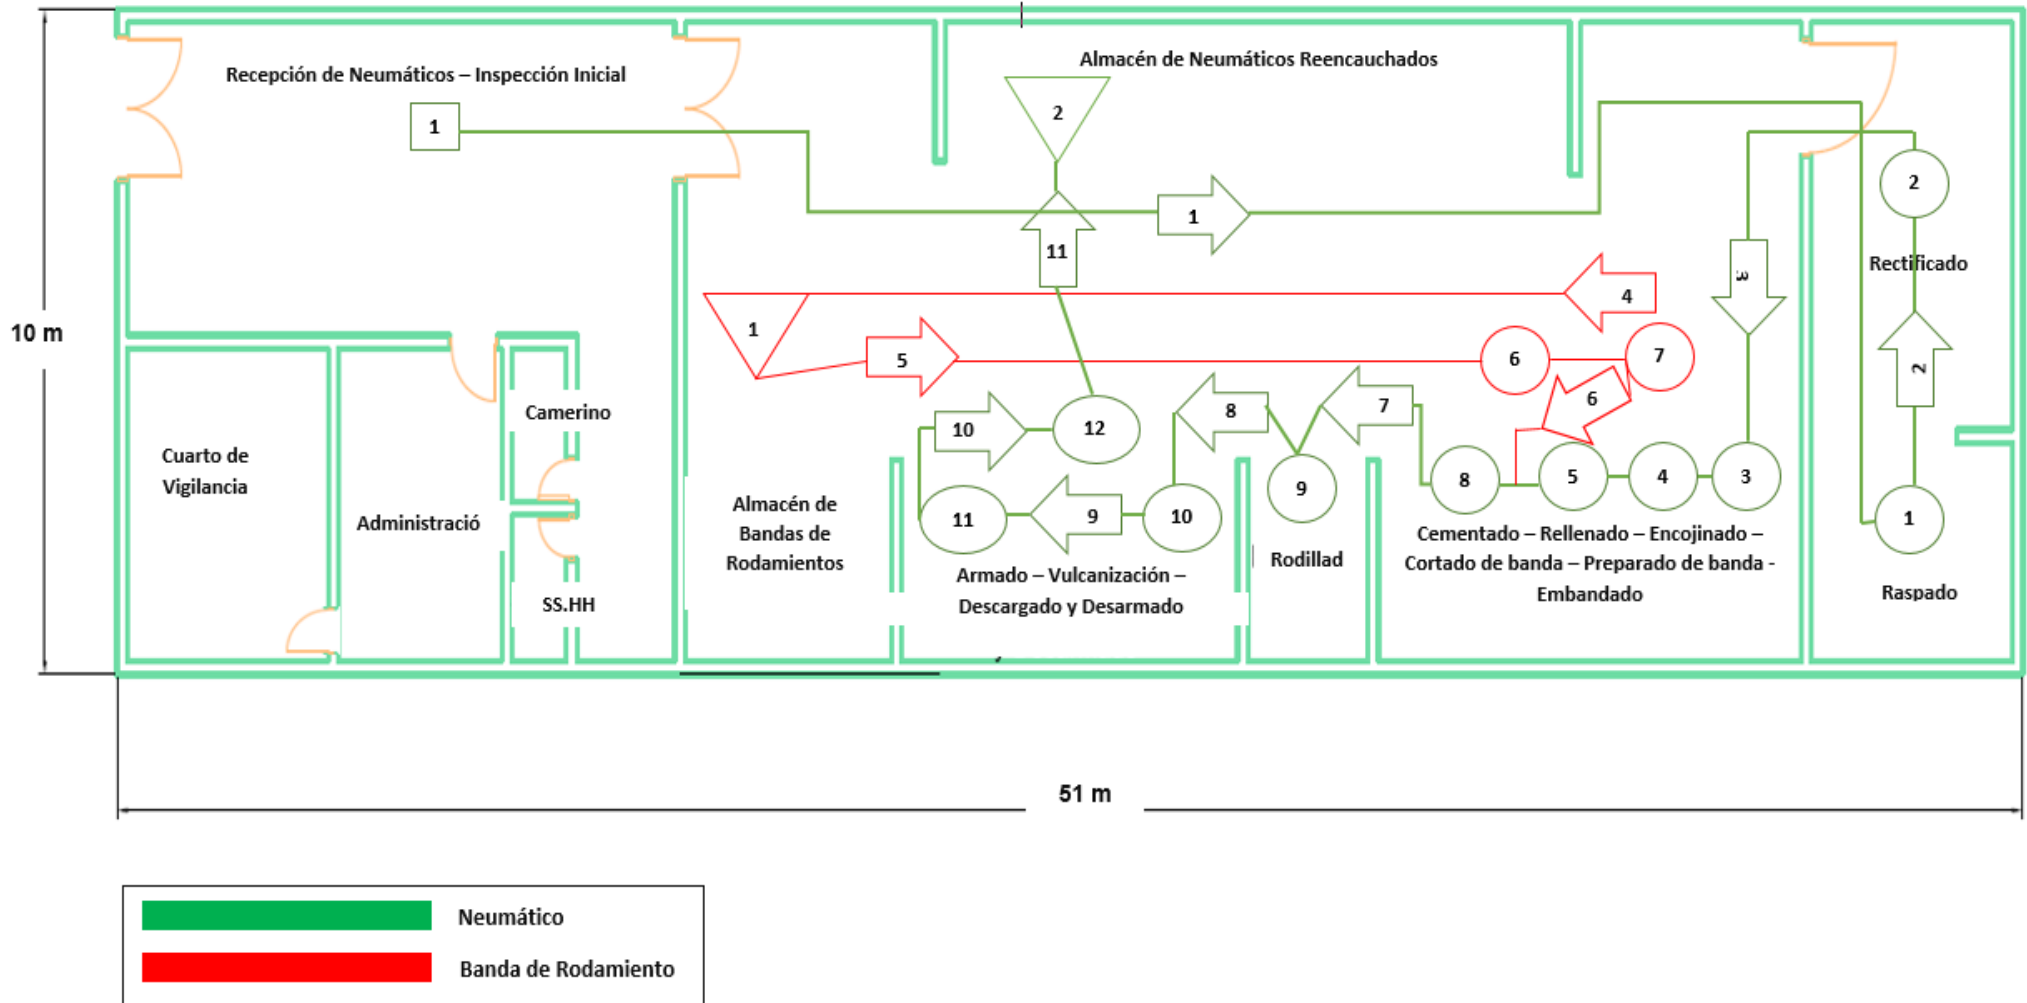 Recepción de Neumáticos – Inspección Inicial
1
Almacén de Neumáticos Reencauchados
2
2
1
11
Rectificado
3
4
1
5
6
7
2
6
10 m
Camerino
10
12
8
7
Cuarto de
Vigilancia
8
5
4
3
9
Almacén de
Bandas de
Rodamientos
11
9
10
1
Administració
Cementado – Rellenado – Encojinado –
Cortado de banda – Preparado de banda -
Embandado
Rodillad
Armado – Vulcanización –
Descargado y Desarmado
Raspado
SS.HH
51 m
Neumático
Banda de Rodamiento